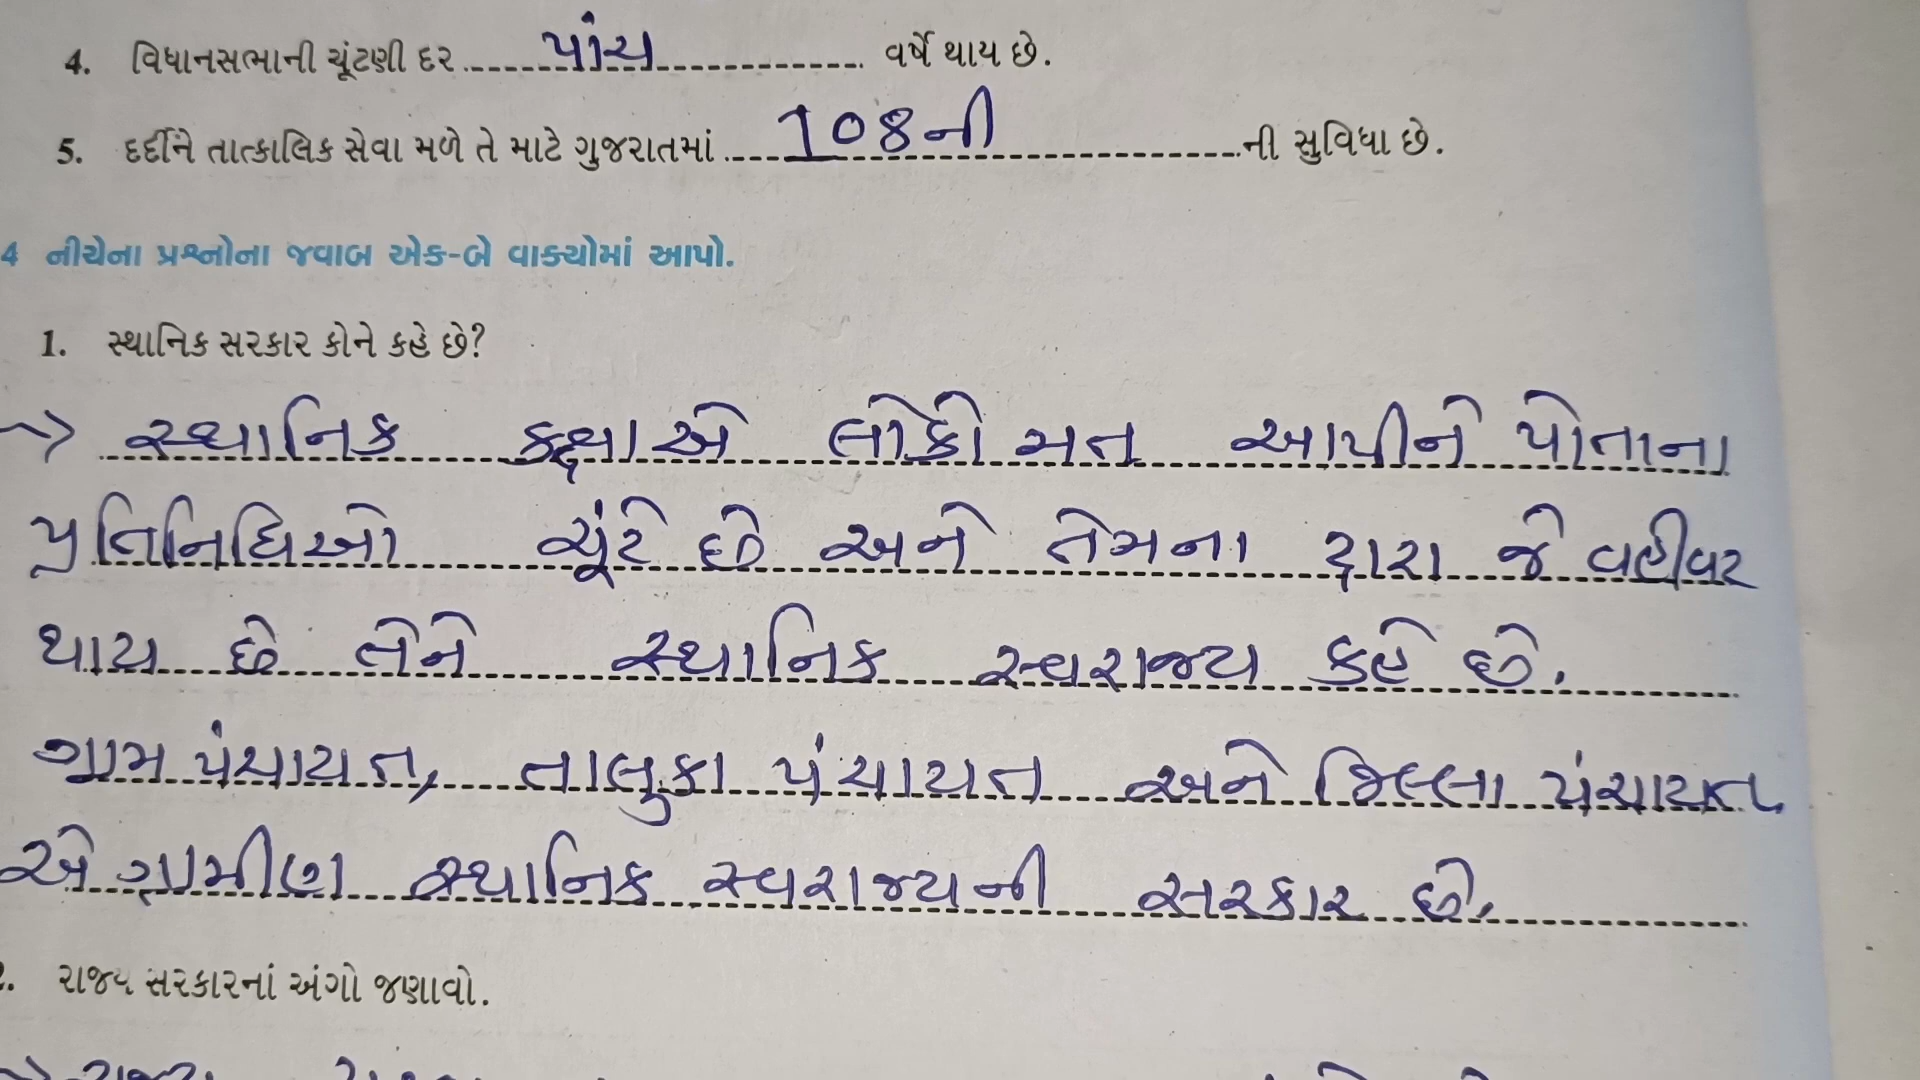 4. વિધાનસભાની ચૂંટણી દર પાંચ વર્ષે થાય છે.
5. દર્દીને તાત્કાલિક સેવા મળે તે માટે ગુજરાતમાં 108ની ની સુવિધા છે.
4 નીચેના પ્રશ્નોના જવાબ એક-બે વાક્યોમાં આપો.
1. સ્થાનિક સરકાર કોને કહે છે?
→ સ્થાનિક કક્ષાએ લોકો મત આપીને પોતાના
પ્રતિનિધિઓ ચૂંટે છે અને તેમના દ્વારા જે વહીવટ
થાય છે તેને સ્થાનિક સ્વરાજ્ય કહે છે.
ગ્રામ પંચાયત, તાલુકા પંચાયત અને જિલ્લા પંચાયત
એ ગ્રામીણ સ્થાનિક સ્વરાજ્યની સરકાર છે.
2. રાજ્ય સરકારનાં અંગો જણાવો.
→ રાજ્ય